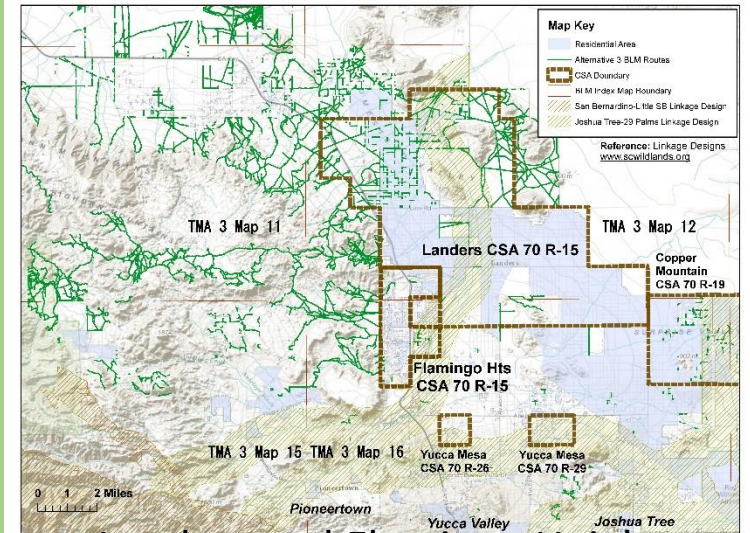 Map Key
Residential Area
Alternative 3 BLM Routes
CSA Boundary
BLM Index Map Boundary
San Bernardino-Little SB Linkage Design
Joshua Tree-29 Palms Linkage Design
Reference: Linkage Designs
www.scwildlands.org
TMA 3 Map 11
TMA 3 Map 12
Landers CSA 70 R-15
Landers
Copper
Mountain
CSA 70 R-19
Flamingo Hts
CSA 70 R-15
TMA 3 Map 15
TMA 3 Map 16
Yucca Mesa
CSA 70 R-26
Yucca Mesa
CSA 70 R-29
0 1 2 Miles
Pioneertown
Pioneertown
Yucca Valley
Joshua Tree